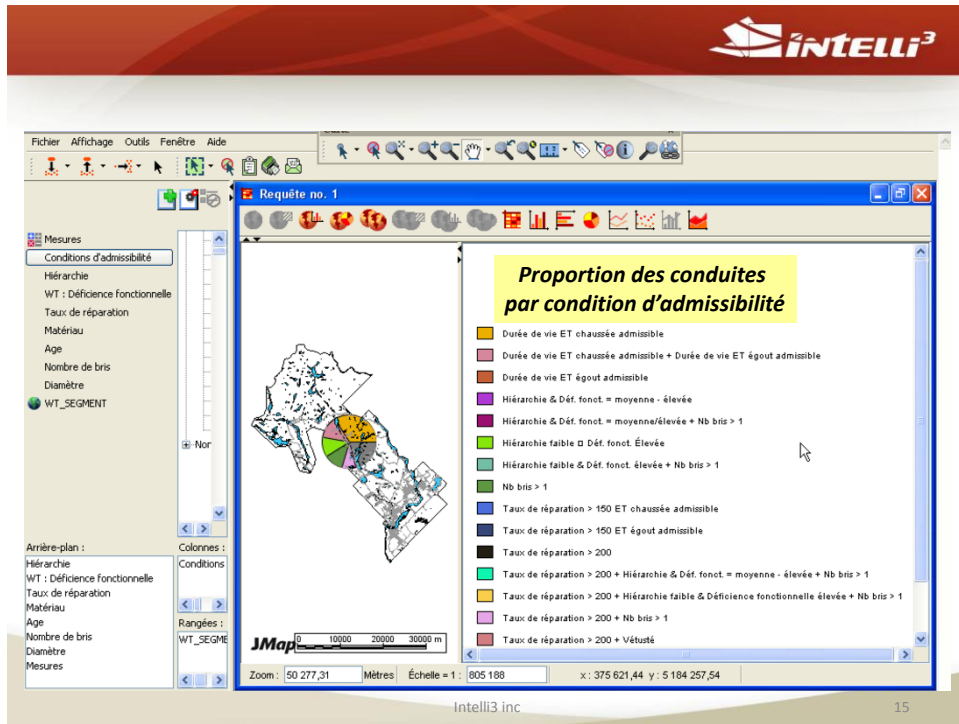 INTELLI³
Fichier Affichage Outils Fenêtre Aide
Requête no. 1
Mesures
Conditions d'admissibilité
Hiérarchie
WT : Déficience fonctionnelle
Taux de réparation
Matériau
Age
Nombre de bris
Diamètre
WT_SEGMENT
Nor
Arrière-plan :
Hiérarchie
WT : Déficience fonctionnelle
Taux de réparation
Matériau
Age
Nombre de bris
Diamètre
Mesures
Colonnes :
Conditions
Rangées :
WT_SEGME
Proportion des conduites
par condition d'admissibilité
Durée de vie ET chaussée admissible
Durée de vie ET chaussée admissible + Durée de vie ET égout admissible
Durée de vie ET égout admissible
Hiérarchie & Déf. fonct. = moyenne - élevée
Hiérarchie & Déf. fonct. = moyenne/élevée + Nb bris > 1
Hiérarchie faible □ Déf. fonct. Élevée
Hiérarchie faible & Déf. fonct. élevée + Nb bris > 1
Nb bris > 1
Taux de réparation > 150 ET chaussée admissible
Taux de réparation > 150 ET égout admissible
Taux de réparation > 200
Taux de réparation > 200 + Hiérarchie & Déf. fonct. = moyenne - élevée + Nb bris > 1
Taux de réparation > 200 + Hiérarchie faible & Déficience fonctionnelle élevée + Nb bris > 1
Taux de réparation > 200 + Nb bris > 1
Taux de réparation > 200 + Vétusté
JMap
0 10000 20000 30000 m
Zoom : 50 277,31 Mètres Échelle = 1 : 805 188 x : 375 621,44 y : 5 184 257,54
Intelli3 inc
15